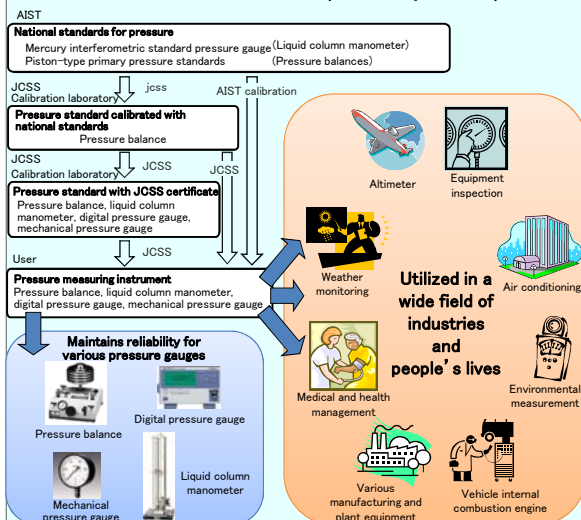 AIST
National standards for pressure
Mercury interferometric standard pressure gauge (Liquid column manometer)
Piston-type primary pressure standards (Pressure balances)
JCSS
Calibration laboratory
jcss
AIST calibration
Pressure standard calibrated with
national standards
Pressure balance
JCSS
Calibration laboratory
JCSS
JCSS
Pressure standard with JCSS certificate
Pressure balance, liquid column
manometer, digital pressure gauge,
mechanical pressure gauge
JCSS
User
Pressure measuring instrument
Pressure balance, liquid column manometer,
digital pressure gauge, mechanical pressure gauge
Maintains reliability for
various pressure gauges
Pressure balance
Digital pressure gauge
Mechanical
pressure gauge
Liquid column
manometer
Altimeter
Equipment
inspection
Weather
monitoring
Air conditioning
Utilized in a
wide field of
industries
and
people's lives
Medical and health
management
Environmental
measurement
Various
manufacturing and
plant equipment
Vehicle internal
combustion engine